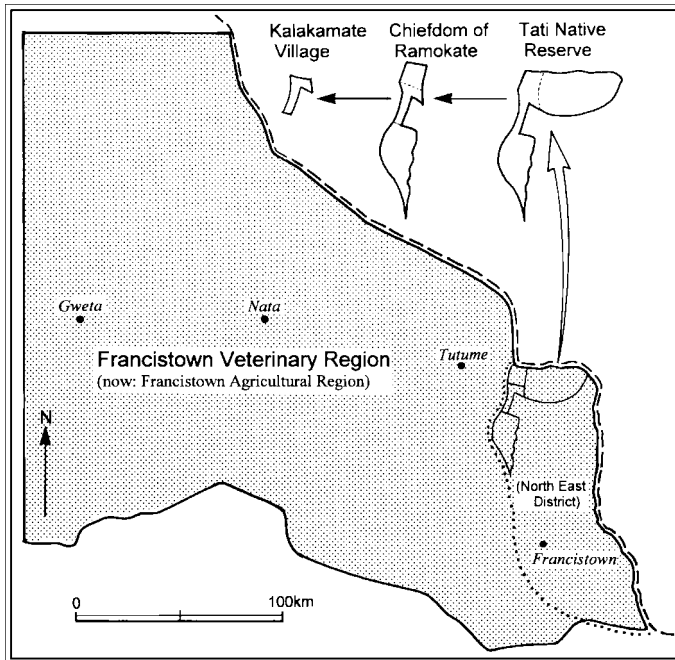 Kalakamate
Village
Chiefdom of
Ramokate
Tati Native
Reserve
Gweta
Nata
Tutume
Francistown Veterinary Region
(now: Francistown Agricultural Region)
N
(North East
District)
Francistown
0
100km